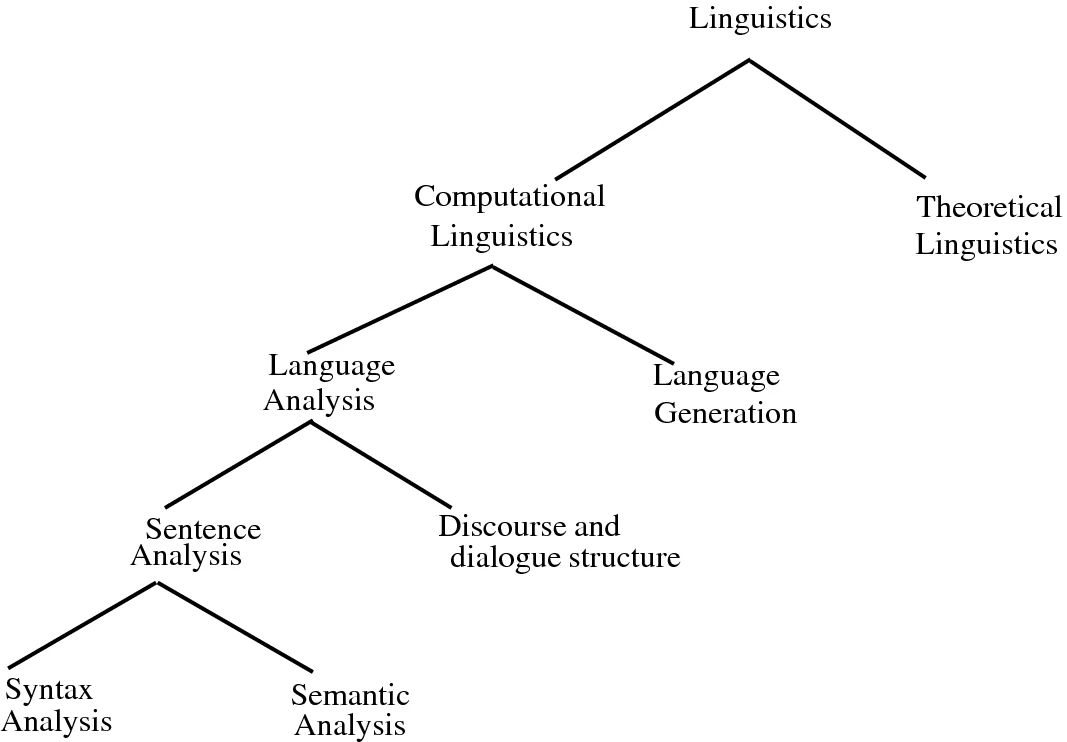 Linguistics
Computational
Linguistics
Theoretical
Linguistics
Language
Analysis
Language
Generation
Sentence
Analysis
Discourse and
dialogue structure
Syntax
Analysis
Semantic
Analysis